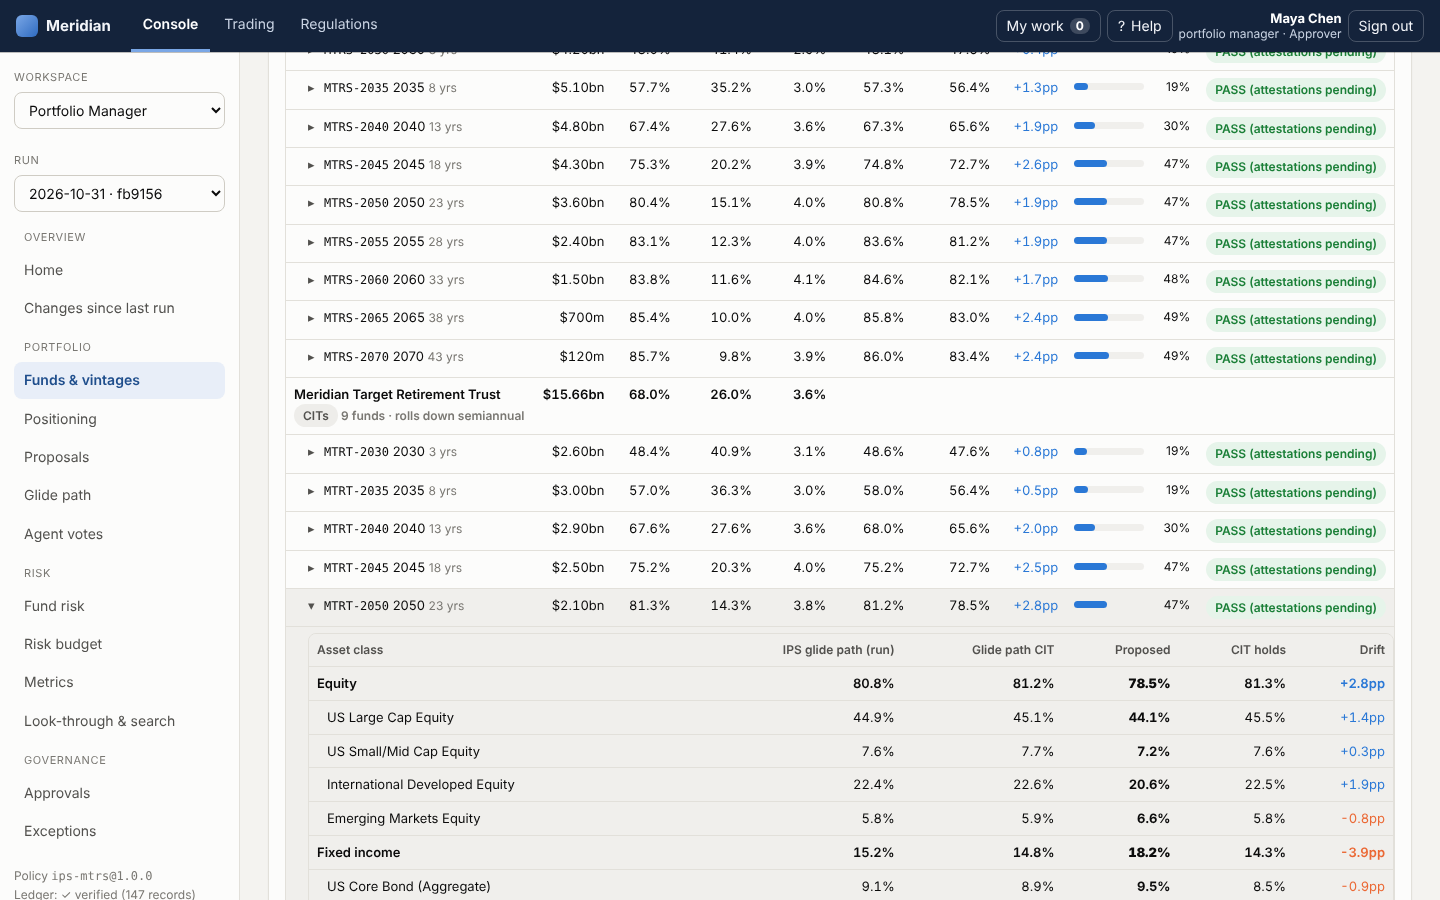 Meridian Console Trading Regulations My work 0 ? Help Maya Chen Sign out
portfolio manager · Approver
WORKSPACE
Portfolio Manager
RUN
2026-10-31 · fb9156
OVERVIEW
Home
Changes since last run
PORTFOLIO
Funds & vintages
Positioning
Proposals
Glide path
Agent votes
RISK
Fund risk
Risk budget
Metrics
Look-through & search
GOVERNANCE
Approvals
Exceptions
Policy ips-mtrs@1.0.0
Ledger: ✓ verified (147 records)
▸ MTRS-2035 2035 8 yrs $5.10bn 57.7% 35.2% 3.0% 57.3% 56.4% +1.3pp 19% PASS (attestations pending)
▸ MTRS-2040 2040 13 yrs $4.80bn 67.4% 27.6% 3.6% 67.3% 65.6% +1.9pp 30% PASS (attestations pending)
▸ MTRS-2045 2045 18 yrs $4.30bn 75.3% 20.2% 3.9% 74.8% 72.7% +2.6pp 47% PASS (attestations pending)
▸ MTRS-2050 2050 23 yrs $3.60bn 80.4% 15.1% 4.0% 80.8% 78.5% +1.9pp 47% PASS (attestations pending)
▸ MTRS-2055 2055 28 yrs $2.40bn 83.1% 12.3% 4.0% 83.6% 81.2% +1.9pp 47% PASS (attestations pending)
▸ MTRS-2060 2060 33 yrs $1.50bn 83.8% 11.6% 4.1% 84.6% 82.1% +1.7pp 48% PASS (attestations pending)
▸ MTRS-2065 2065 38 yrs $700m 85.4% 10.0% 4.0% 85.8% 83.0% +2.4pp 49% PASS (attestations pending)
▸ MTRS-2070 2070 43 yrs $120m 85.7% 9.8% 3.9% 86.0% 83.4% +2.4pp 49% PASS (attestations pending)
Meridian Target Retirement Trust $15.66bn 68.0% 26.0% 3.6%
CITs 9 funds · rolls down semiannual
▸ MTRT-2030 2030 3 yrs $2.60bn 48.4% 40.9% 3.1% 48.6% 47.6% +0.8pp 19% PASS (attestations pending)
▸ MTRT-2035 2035 8 yrs $3.00bn 57.0% 36.3% 3.0% 58.0% 56.4% +0.5pp 19% PASS (attestations pending)
▸ MTRT-2040 2040 13 yrs $2.90bn 67.6% 27.6% 3.6% 68.0% 65.6% +2.0pp 30% PASS (attestations pending)
▸ MTRT-2045 2045 18 yrs $2.50bn 75.2% 20.3% 4.0% 75.2% 72.7% +2.5pp 47% PASS (attestations pending)
▾ MTRT-2050 2050 23 yrs $2.10bn 81.3% 14.3% 3.8% 81.2% 78.5% +2.8pp 47% PASS (attestations pending)
Asset class IPS glide path (run) Glide path CIT Proposed CIT holds Drift
Equity 80.8% 81.2% 78.5% 81.3% +2.8pp
US Large Cap Equity 44.9% 45.1% 44.1% 45.5% +1.4pp
US Small/Mid Cap Equity 7.6% 7.7% 7.2% 7.6% +0.3pp
International Developed Equity 22.4% 22.6% 20.6% 22.5% +1.9pp
Emerging Markets Equity 5.8% 5.9% 6.6% 5.8% -0.8pp
Fixed income 15.2% 14.8% 18.2% 14.3% -3.9pp
US Core Bond (Aggregate) 9.1% 8.9% 9.5% 8.5% -0.9pp